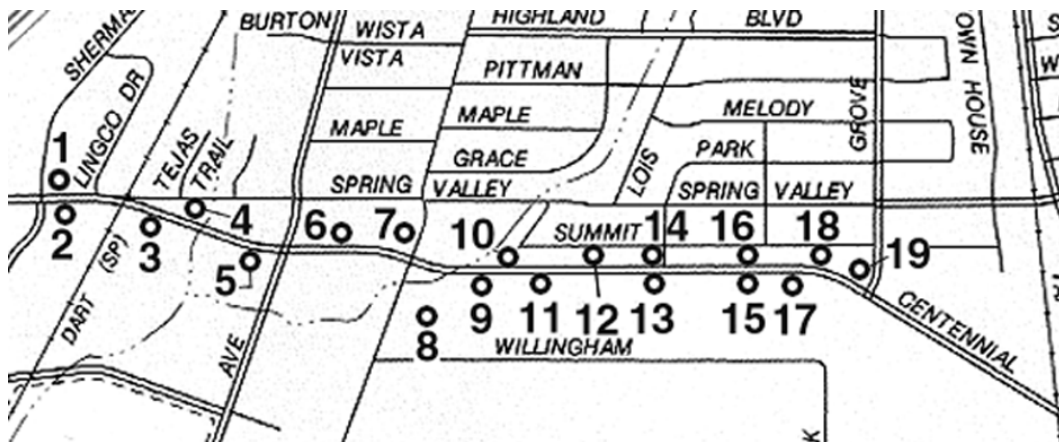 HIGHLAND BLVD
BURTON
VISTA
VISTA
SHERMA
PITTMAN
LINGCO DR
MAPLE
MELODY
MAPLE
GROVE
OWN HOUSE
TEJAS
TRAIL
GRACE
LOIS
PARK
SPRING VALLEY
SPRING VALLEY
1
2
3
4
5
6
7
10
SUMMIT
14
16
18
19
(SP)
DART
AVE
8
9
11
12
13
15
17
WILLINGHAM
CENTENNIAL
K
S
W